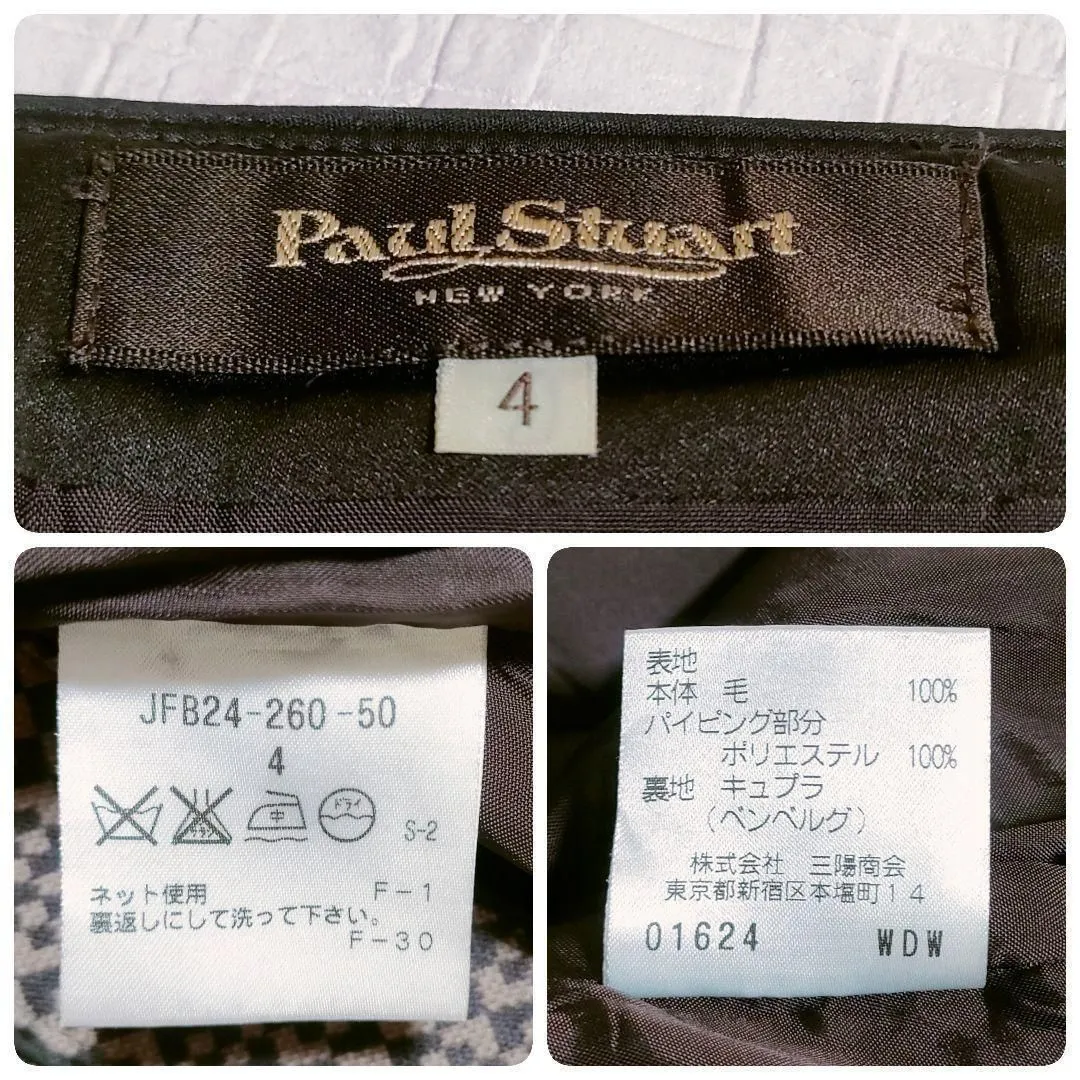 Paul Stuart
NEW YORK
4
JFB24-260-50
4
中 ドライ S-2
ネット使用 F-1
裏返しにして洗って下さい。
F-30
表地
本体 毛 100%
パイピング部分
ポリエステル 100%
裏地 キュプラ
(ベンベルグ)
株式会社 三陽商会
東京都新宿区本塩町14
01624 WDW